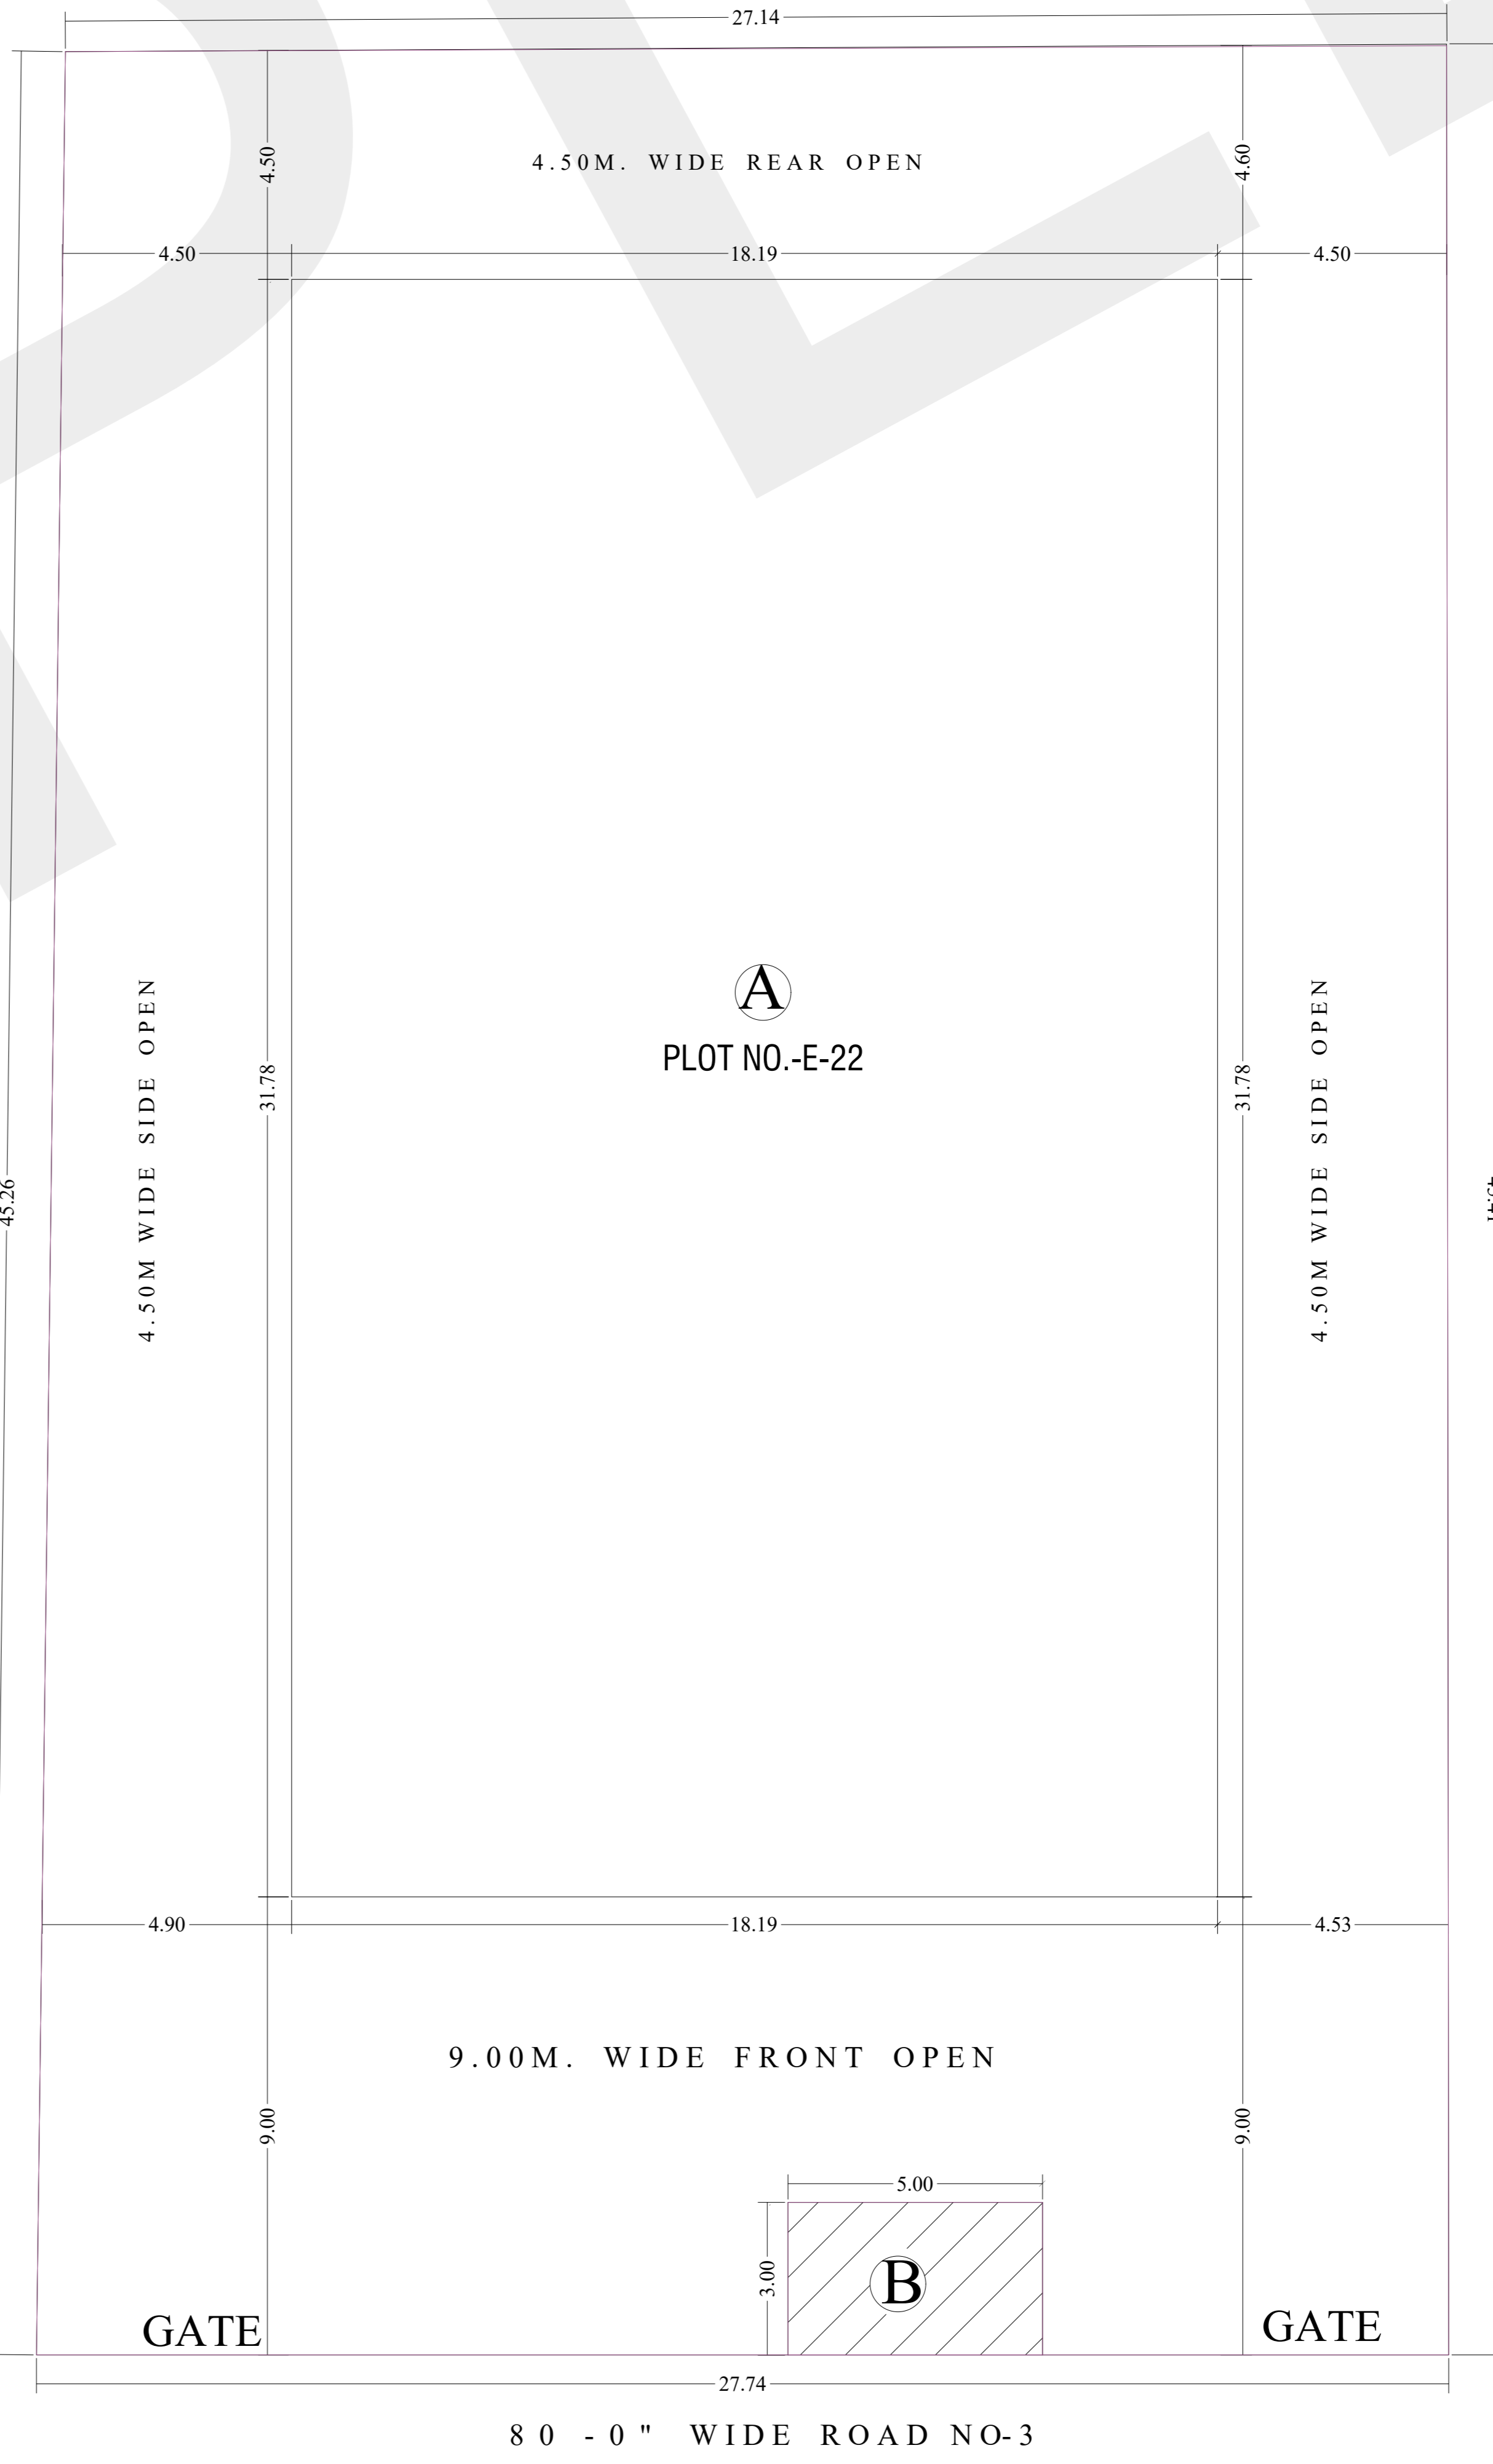 27.14
4.50
4.50M. WIDE REAR OPEN
4.60
4.50
18.19
4.50
A
PLOT NO.-E-22
4.50M WIDE SIDE OPEN
31.78
31.78
4.50M WIDE SIDE OPEN
45.26
4.90
18.19
4.53
9.00M. WIDE FRONT OPEN
9.00
9.00
5.00
3.00
B
GATE
GATE
27.74
80 -0" WIDE ROAD NO-3